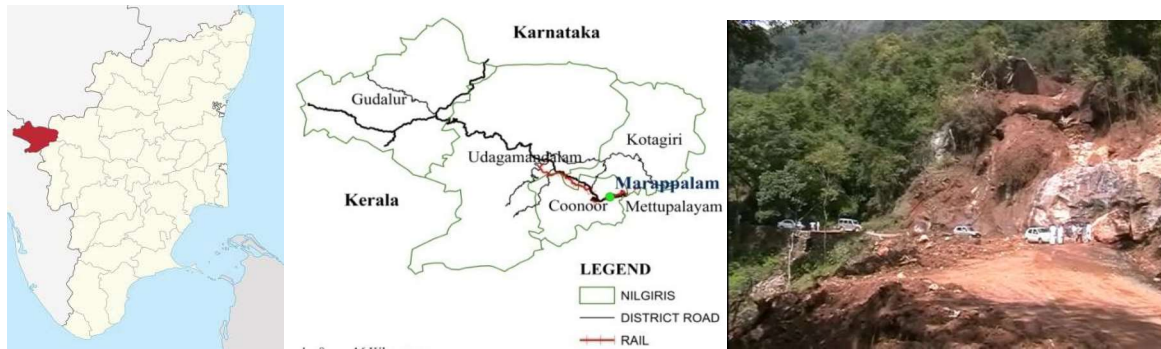 Karnataka
Gudalur
Kotagiri
Udagamandalam
Marappalam
Kerala
Coonoor
Mettupalayam
LEGEND
NILGIRIS
DISTRICT ROAD
RAIL